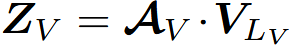 𝒁_V = 𝓐_V · 𝑽_{L_V}